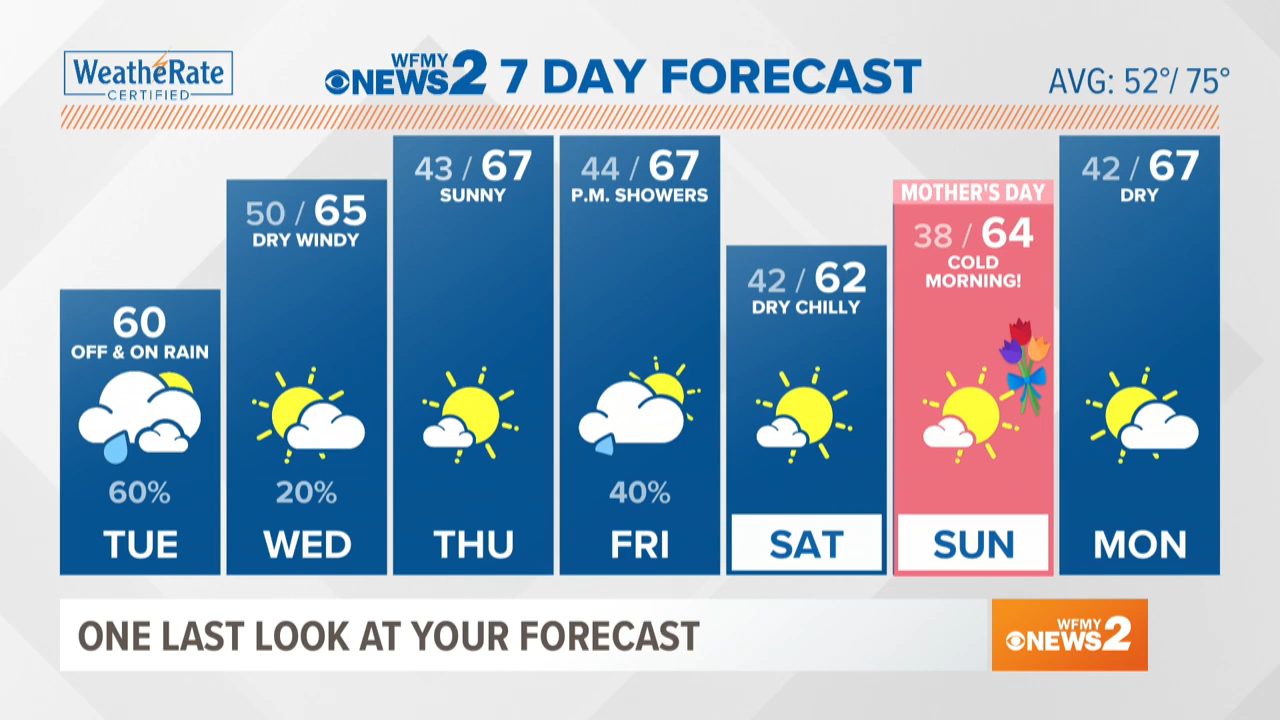 WeatheRate
CERTIFIED
WFMY
NEWS 2 7 DAY FORECAST
AVG: 52°/ 75°
60
OFF & ON RAIN
60%
TUE
50 / 65
DRY WINDY
20%
WED
43 / 67
SUNNY
THU
44 / 67
P.M. SHOWERS
40%
FRI
42 / 62
DRY CHILLY
SAT
MOTHER'S DAY
38 / 64
COLD
MORNING!
SUN
42 / 67
DRY
MON
ONE LAST LOOK AT YOUR FORECAST
WFMY
NEWS 2